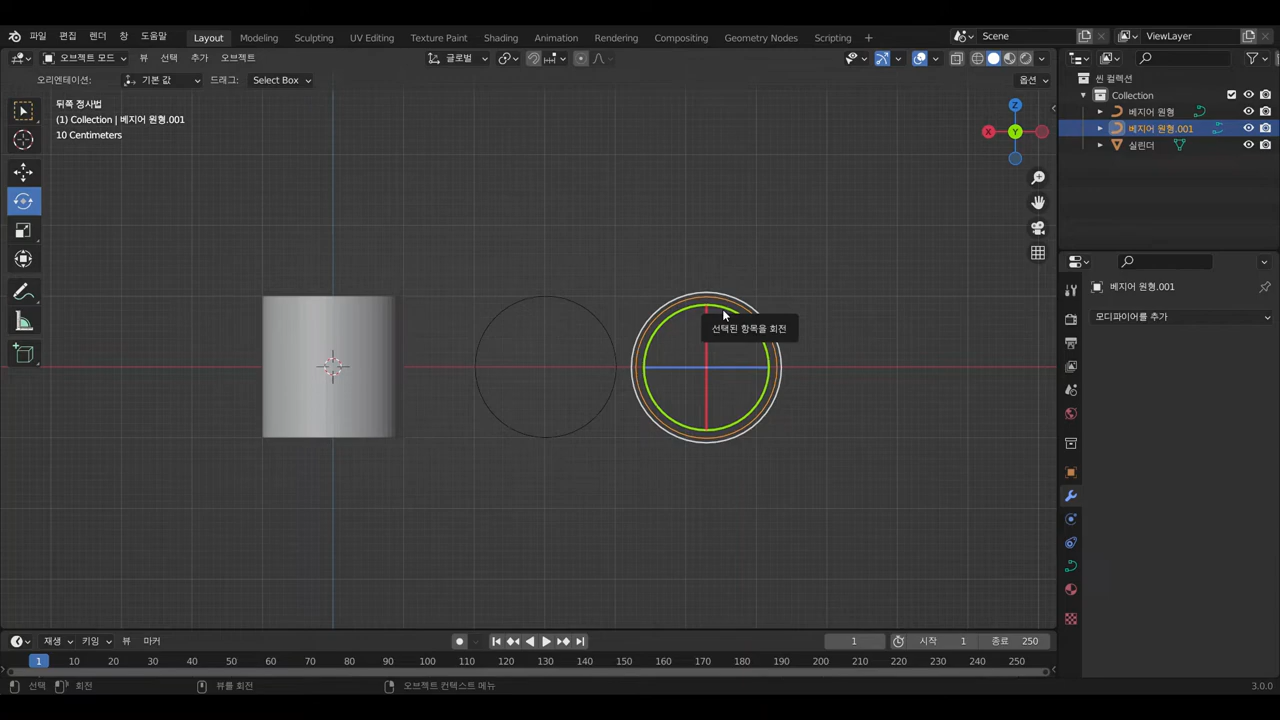 파일 편집 렌더 창 도움말 Layout Modeling Sculpting UV Editing Texture Paint Shading Animation Rendering Compositing Geometry Nodes Scripting + Scene ViewLayer
오브젝트 모드 뷰 선택 추가 오브젝트 글로벌
오리엔테이션: 기본 값 드래그: Select Box 옵션
뒤쪽 정사법
(1) Collection | 베지어 원형.001
10 Centimeters
Z
X
Y
씬 컬렉션
Collection
베지어 원형
베지어 원형.001
실린더
베지어 원형.001
모디파이어를 추가
선택된 항목을 회전
재생 키잉 뷰 마커 1 시작 1 종료 250
1 10 20 30 40 50 60 70 80 90 100 110 120 130 140 150 160 170 180 190 200 210 220 230 240 250
선택 회전 뷰를 회전 오브젝트 컨텍스트 메뉴 3.0.0